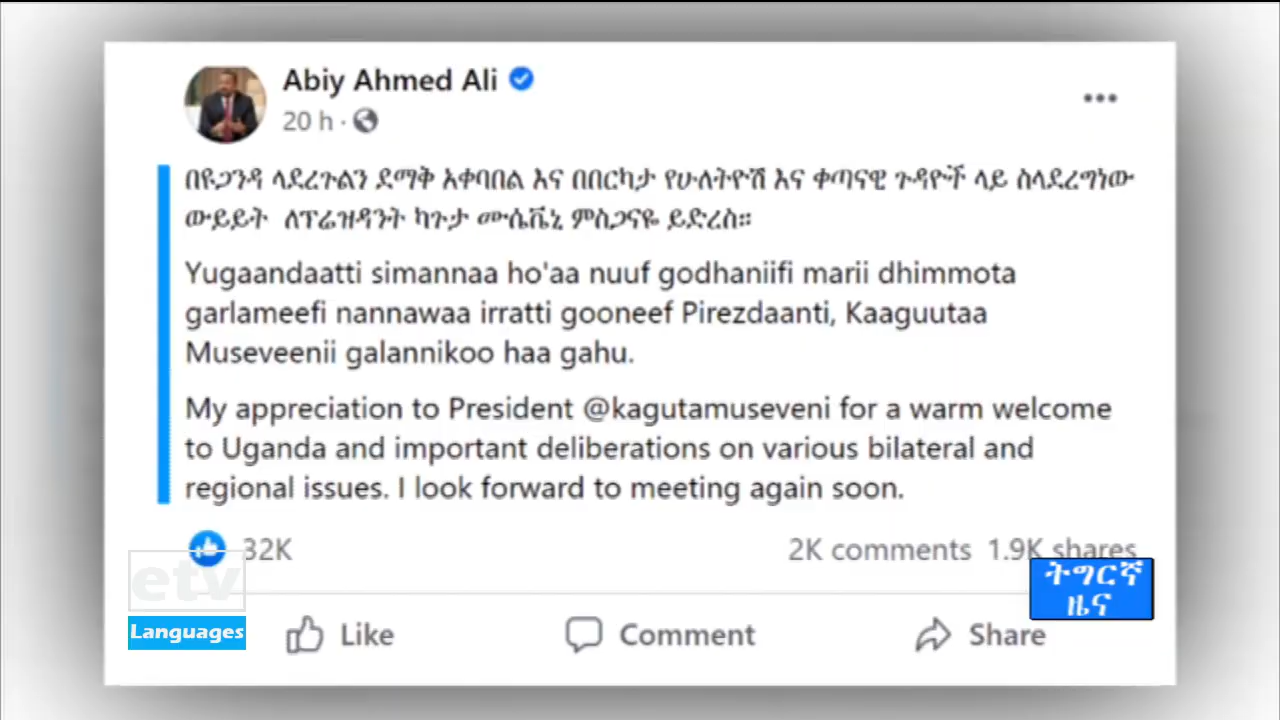 Abiy Ahmed Ali
20 h ·
በዩጋንዳ ላደረጉልን ደማቅ አቀባበል እና በበርካታ የሁለትዮሽ እና ቀጣናዊ ጉዳዮች ላይ ስላደረግነው
ውይይት ለፕሬዝዳንት ካጉታ ሙሴቬኒ ምስጋናዬ ይድረስ።
Yugaandaatti simannaa ho'aa nuuf godhaniifi marii dhimmota
garlameefi nannawaa irratti gooneef Pirezdaanti, Kaaguutaa
Museveenii galannikoo haa gahu.
My appreciation to President @kagutamuseveni for a warm welcome
to Uganda and important deliberations on various bilateral and
regional issues. I look forward to meeting again soon.
32K 2K comments 1.9K shares
etv
Languages
ትግርኛ
ዜና
Like Comment Share